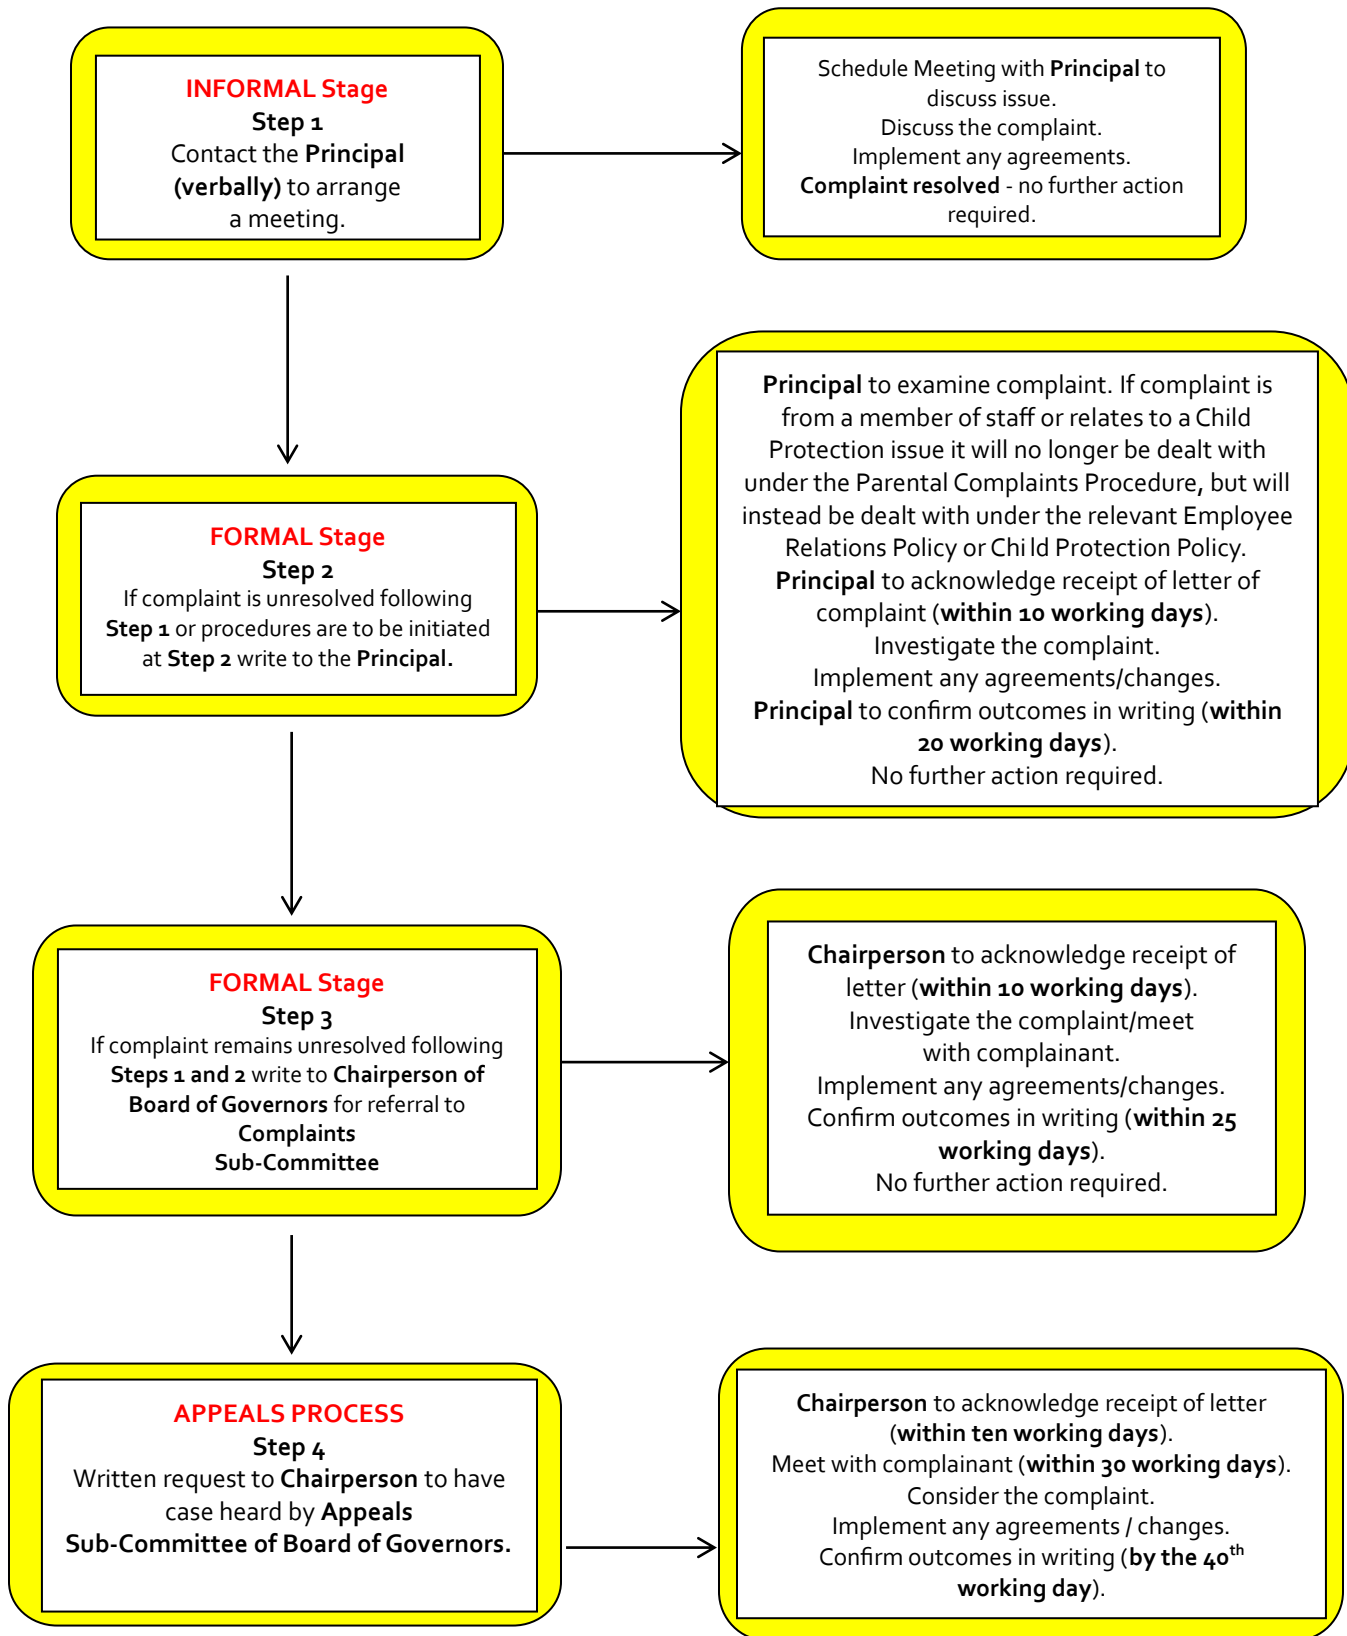 INFORMAL Stage
Step 1
Contact the Principal
(verbally) to arrange
a meeting.
Schedule Meeting with Principal to
discuss issue.
Discuss the complaint.
Implement any agreements.
Complaint resolved - no further action
required.
FORMAL Stage
Step 2
If complaint is unresolved following
Step 1 or procedures are to be initiated
at Step 2 write to the Principal.
Principal to examine complaint. If complaint is
from a member of staff or relates to a Child
Protection issue it will no longer be dealt with
under the Parental Complaints Procedure, but will
instead be dealt with under the relevant Employee
Relations Policy or Child Protection Policy.
Principal to acknowledge receipt of letter of
complaint (within 10 working days).
Investigate the complaint.
Implement any agreements/changes.
Principal to confirm outcomes in writing (within
20 working days).
No further action required.
FORMAL Stage
Step 3
If complaint remains unresolved following
Steps 1 and 2 write to Chairperson of
Board of Governors for referral to
Complaints
Sub-Committee
Chairperson to acknowledge receipt of
letter (within 10 working days).
Investigate the complaint/meet
with complainant.
Implement any agreements/changes.
Confirm outcomes in writing (within 25
working days).
No further action required.
APPEALS PROCESS
Step 4
Written request to Chairperson to have
case heard by Appeals
Sub-Committee of Board of Governors.
Chairperson to acknowledge receipt of letter
(within ten working days).
Meet with complainant (within 30 working days).
Consider the complaint.
Implement any agreements / changes.
Confirm outcomes in writing (by the 40th
working day).